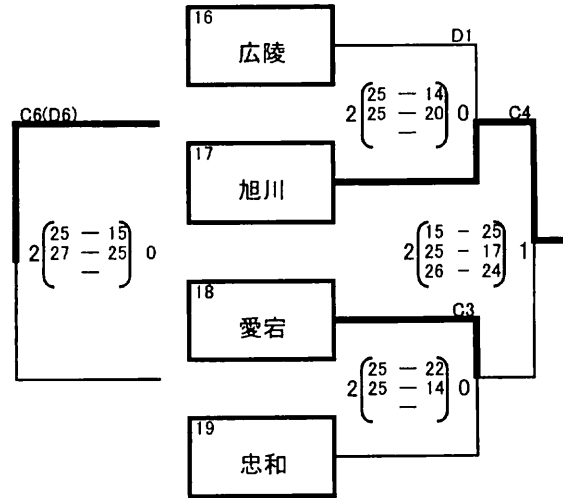 16
広陵
D1
25 ― 14
2 25 ― 20 0
―
C6(D6)
C4
17
旭川
25 ― 15
2 27 ― 25 0
―
15 － 25
2 25 － 17 1
26 － 24
18
愛宕
C3
25 ― 22
2 25 ― 14 0
―
19
忠和